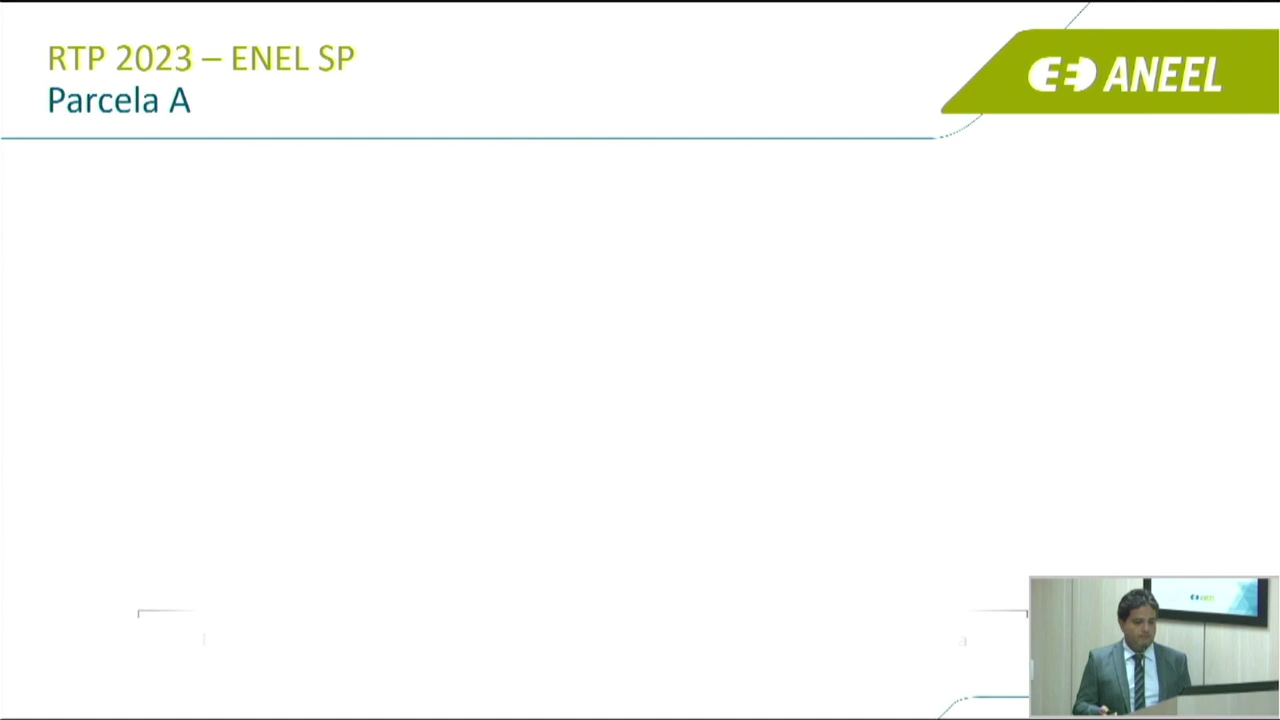 RTP 2023 – ENEL SP
Parcela A
ANEEL